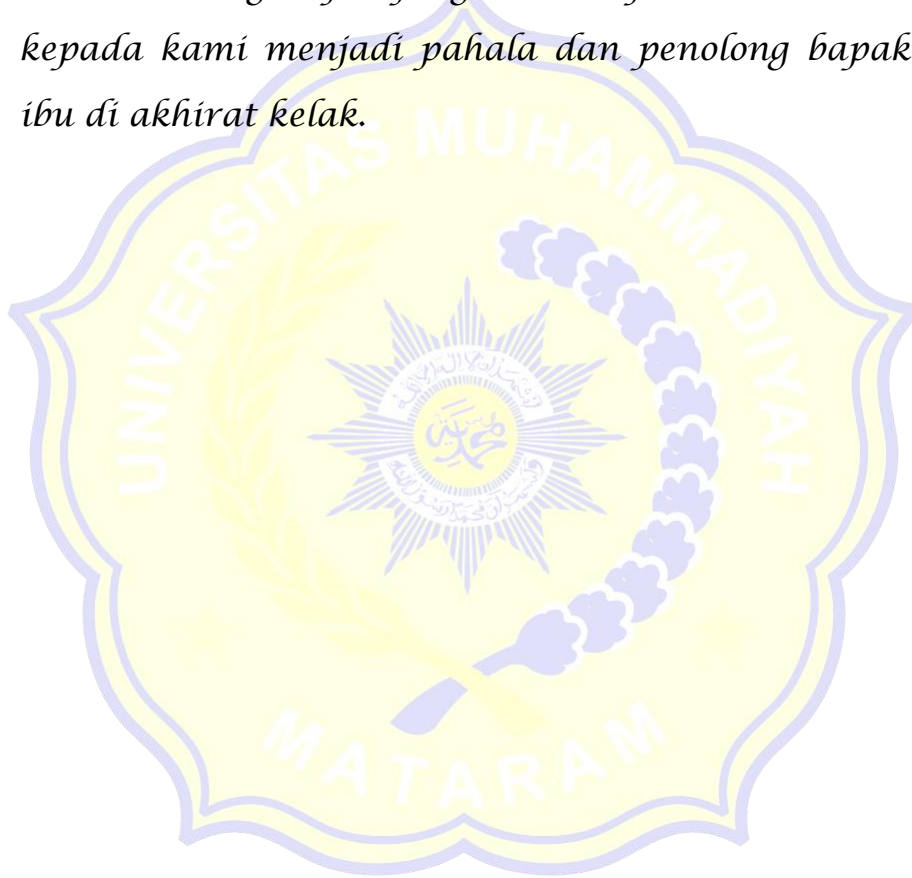 kepada kami menjadi pahala dan penolong bapak
ibu di akhirat kelak.
UNIVERSITAS MUHAMMADIYAH
MATARAM